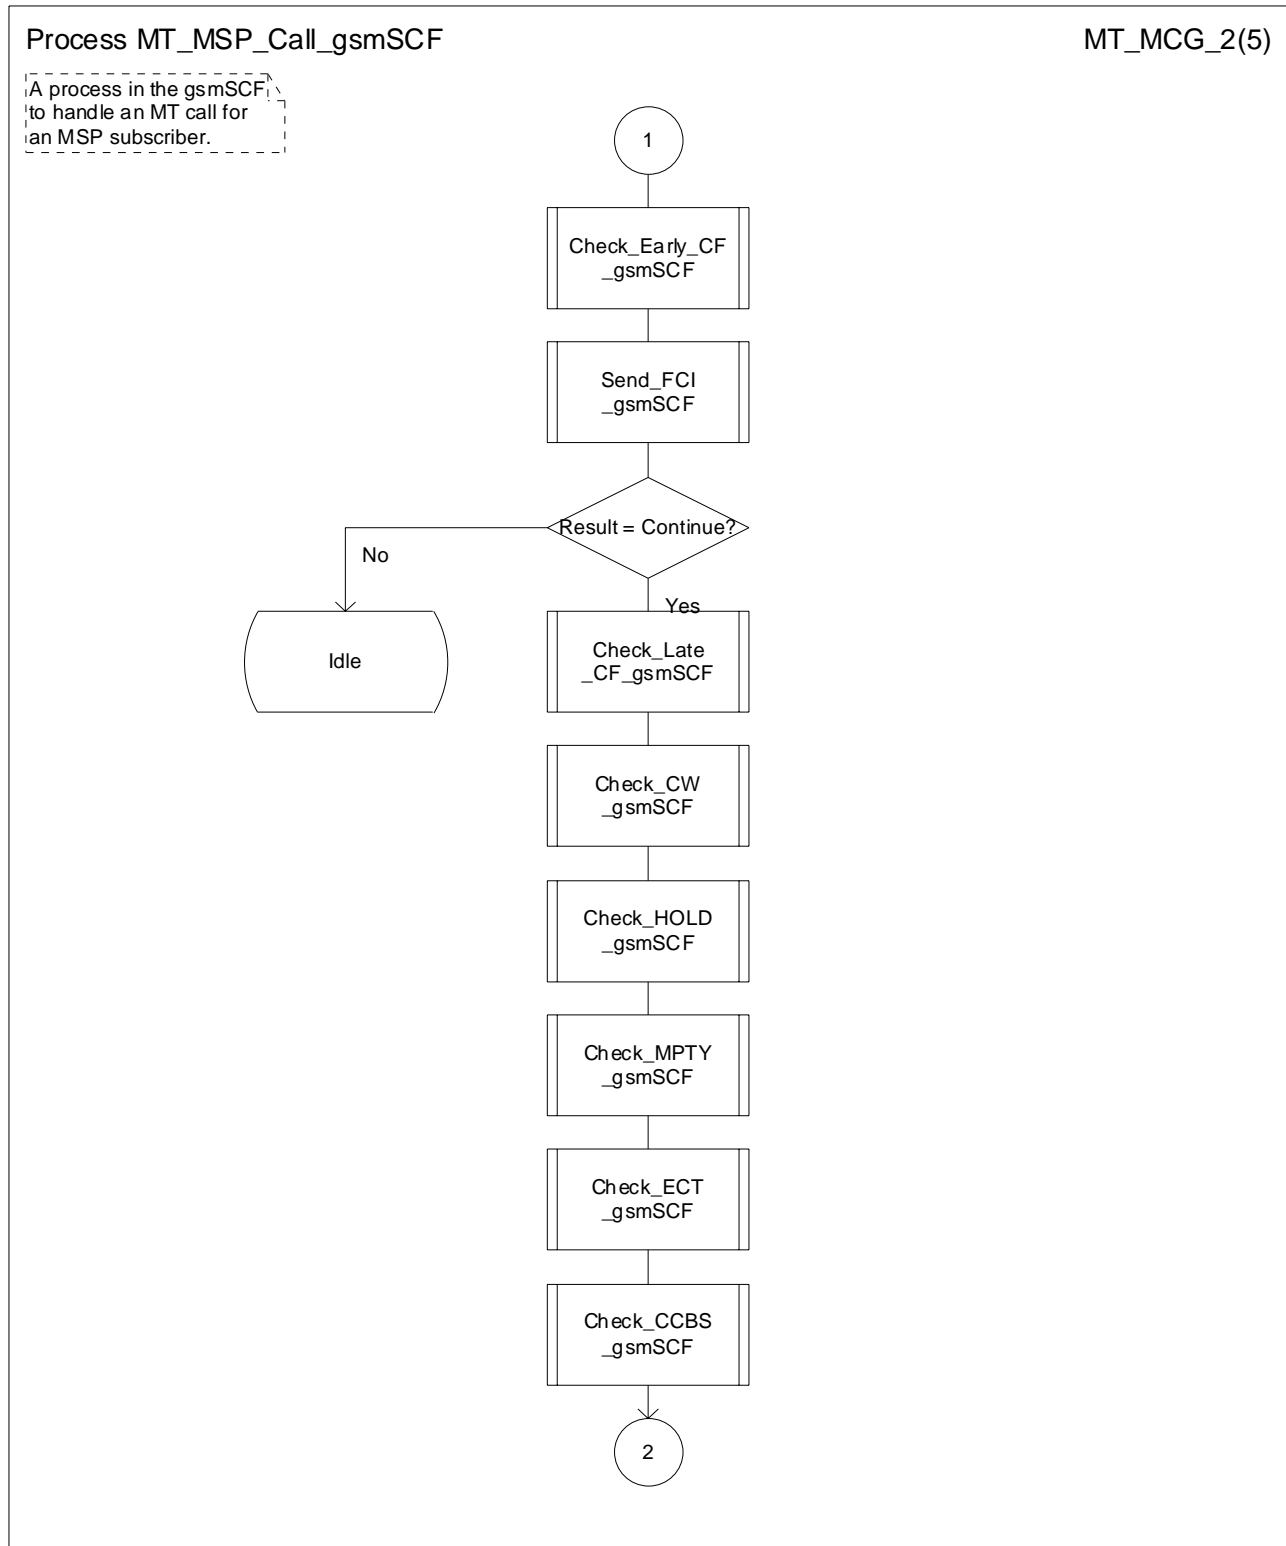 Process MT_MSP_Call_gsmSCF
MT_MCG_2(5)
A process in the gsmSCF
to handle an MT call for
an MSP subscriber.
1
Check_Early_CF
_gsmSCF
Send_FCI
_gsmSCF
Result = Continue?
No
Yes
Idle
Check_Late
_CF_gsmSCF
Check_CW
_gsmSCF
Check_HOLD
_gsmSCF
Check_MPTY
_gsmSCF
Check_ECT
_gsmSCF
Check_CCBS
_gsmSCF
2